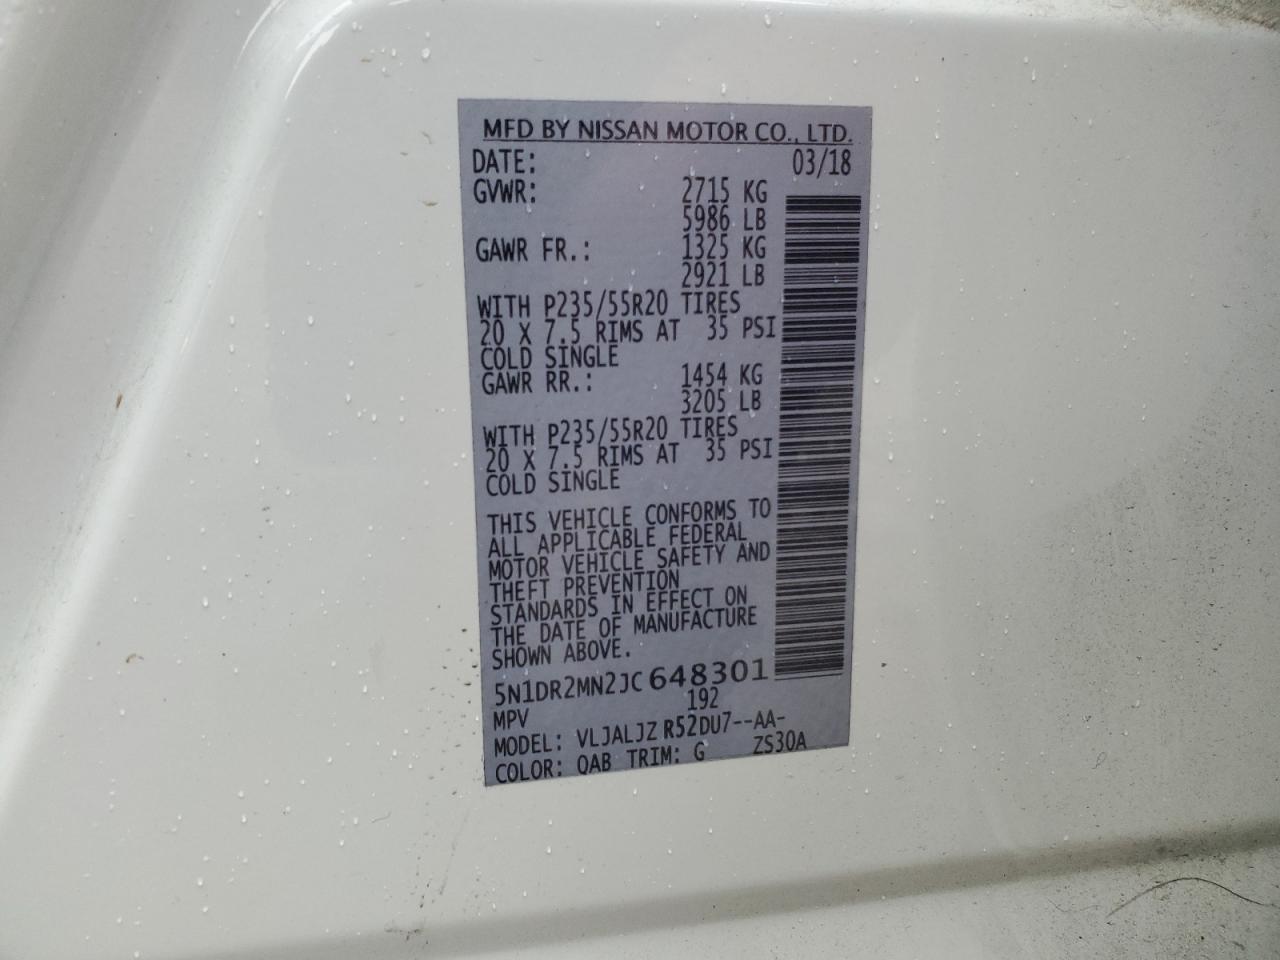 MFD BY NISSAN MOTOR CO., LTD.
DATE: 03/18
GVWR: 2715 KG
5986 LB
GAWR FR.: 1325 KG
2921 LB
WITH P235/55R20 TIRES
20 X 7.5 RIMS AT 35 PSI
COLD SINGLE
GAWR RR.: 1454 KG
3205 LB
WITH P235/55R20 TIRES
20 X 7.5 RIMS AT 35 PSI
COLD SINGLE
THIS VEHICLE CONFORMS TO
ALL APPLICABLE FEDERAL
MOTOR VEHICLE SAFETY AND
THEFT PREVENTION
STANDARDS IN EFFECT ON
THE DATE OF MANUFACTURE
SHOWN ABOVE.
5N1DR2MN2JC648301
MPV 192
MODEL: VLJALJZ R52DU7--AA-
COLOR: QAB TRIM: G ZS30A